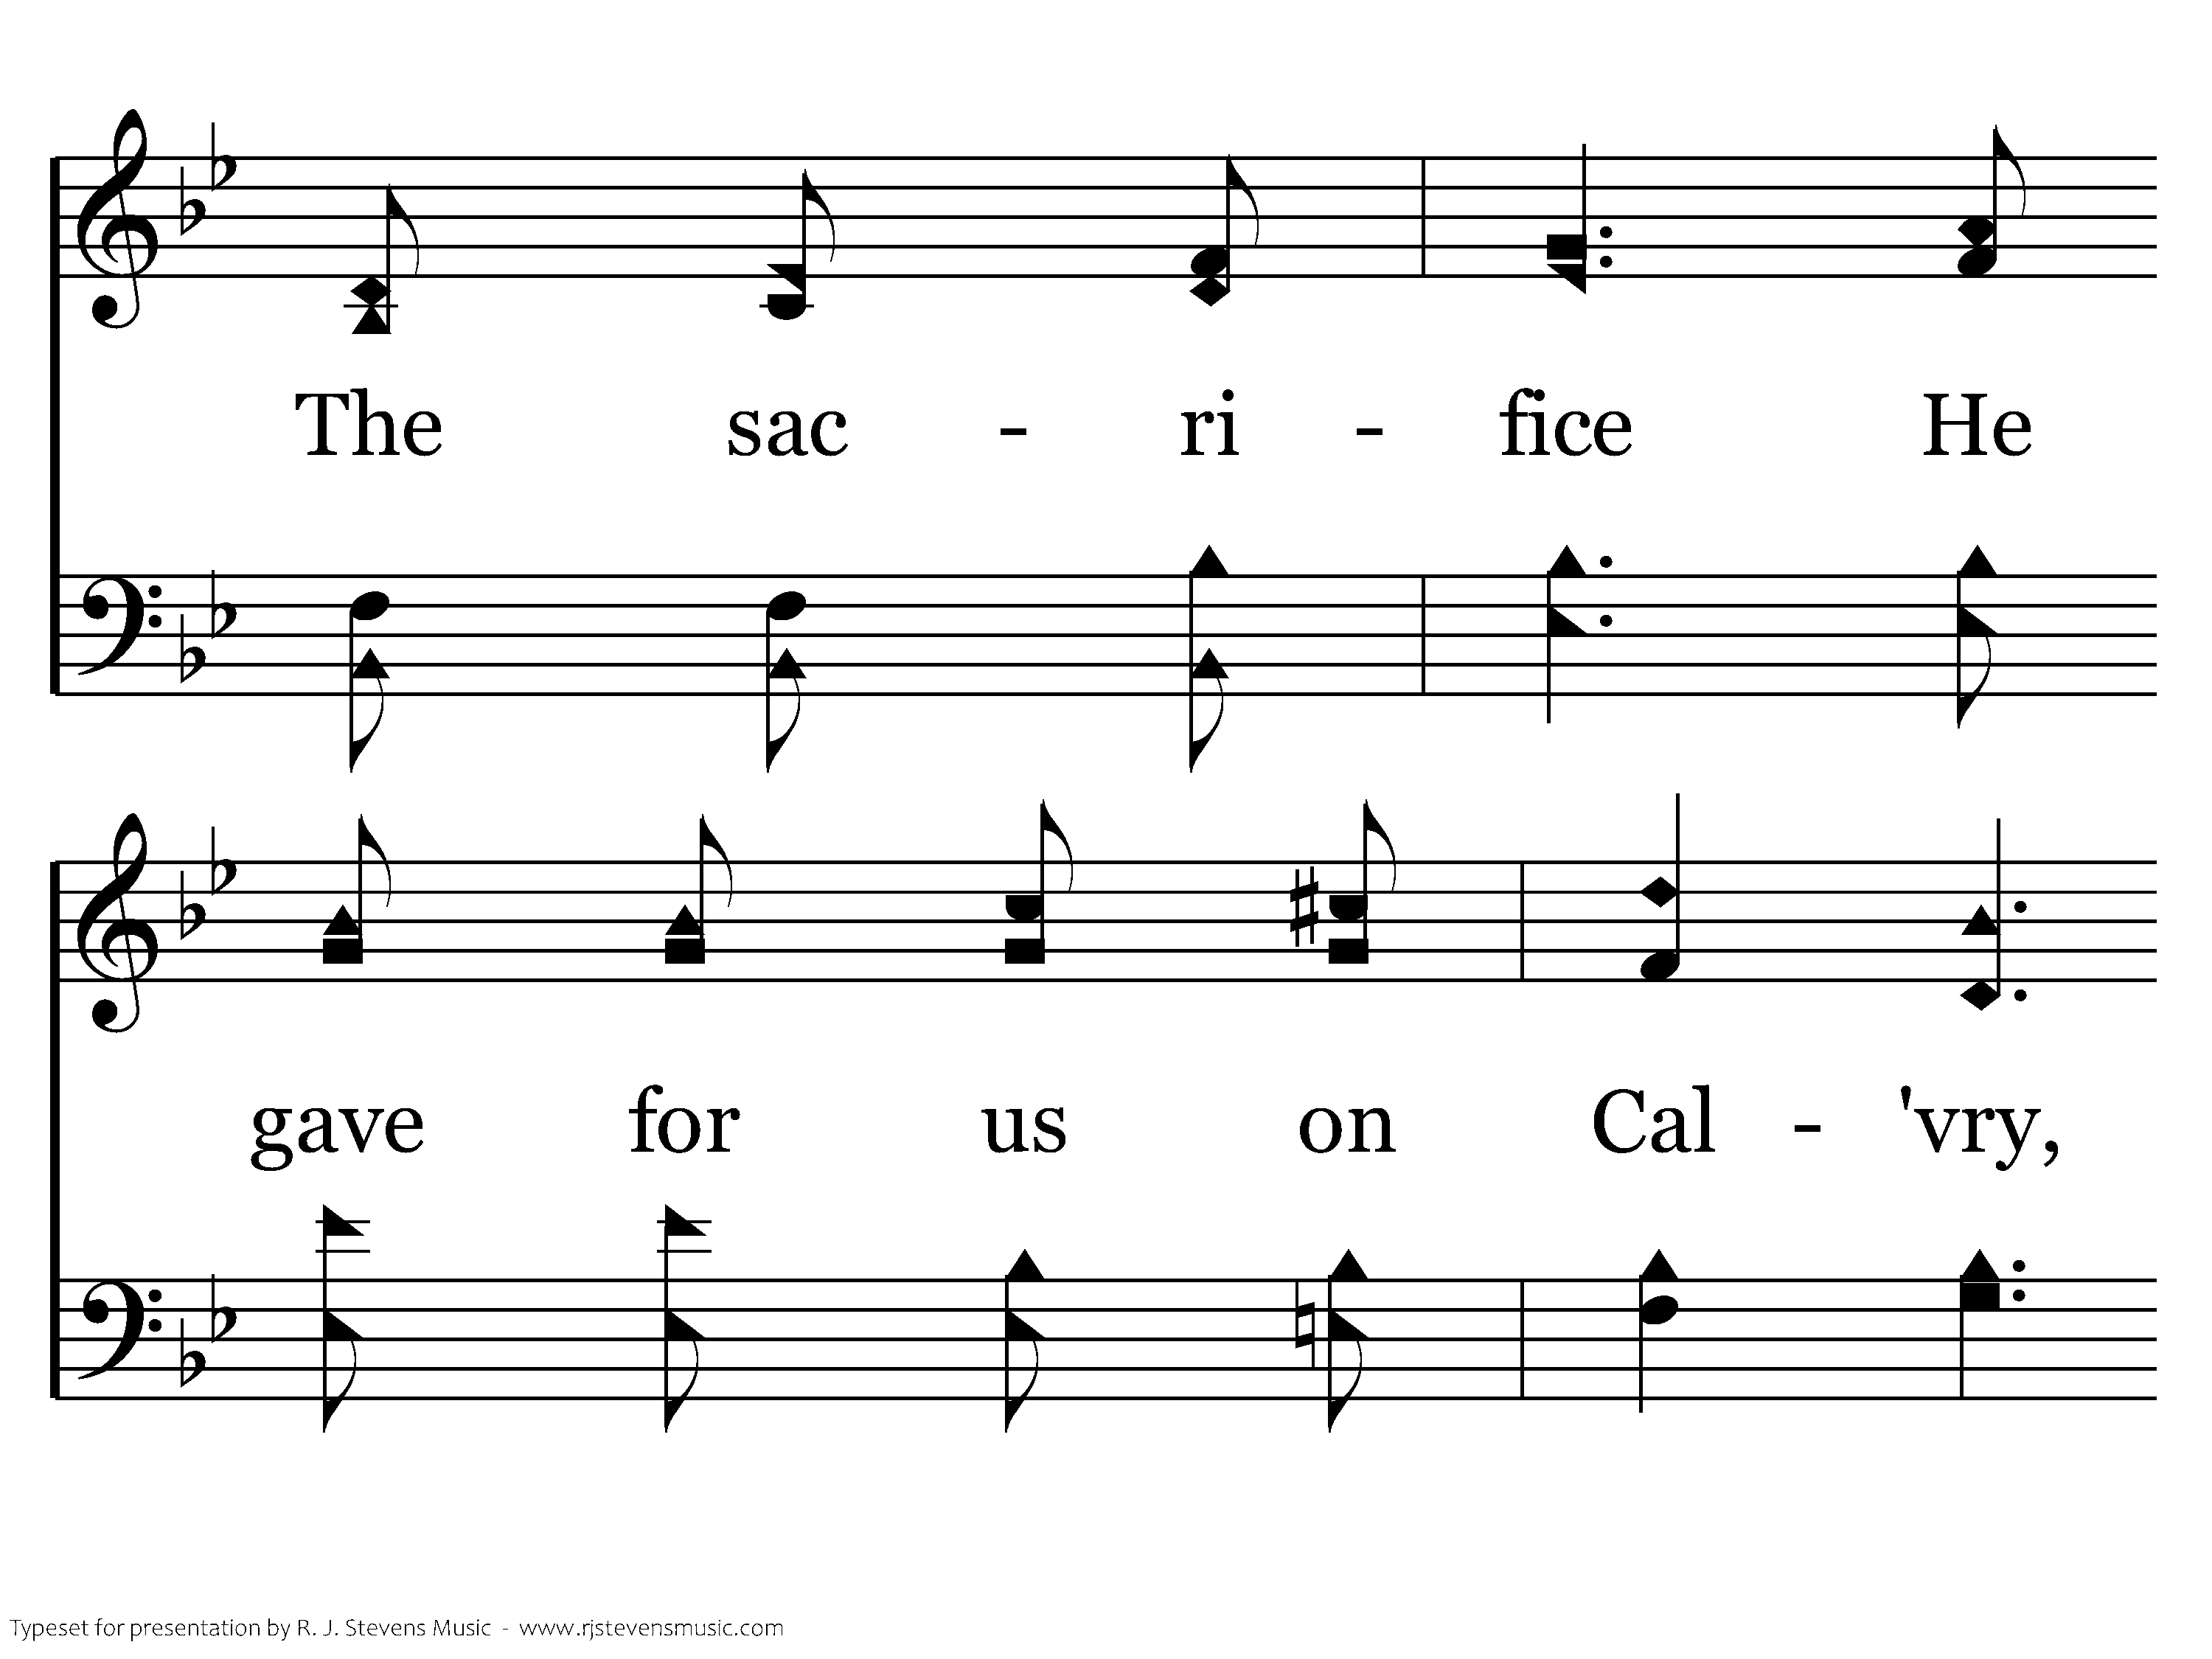 The sac - ri - fice He
gave for us on Cal - 'vry,
Typeset for presentation by R. J. Stevens Music - www.rjstevensmusic.com